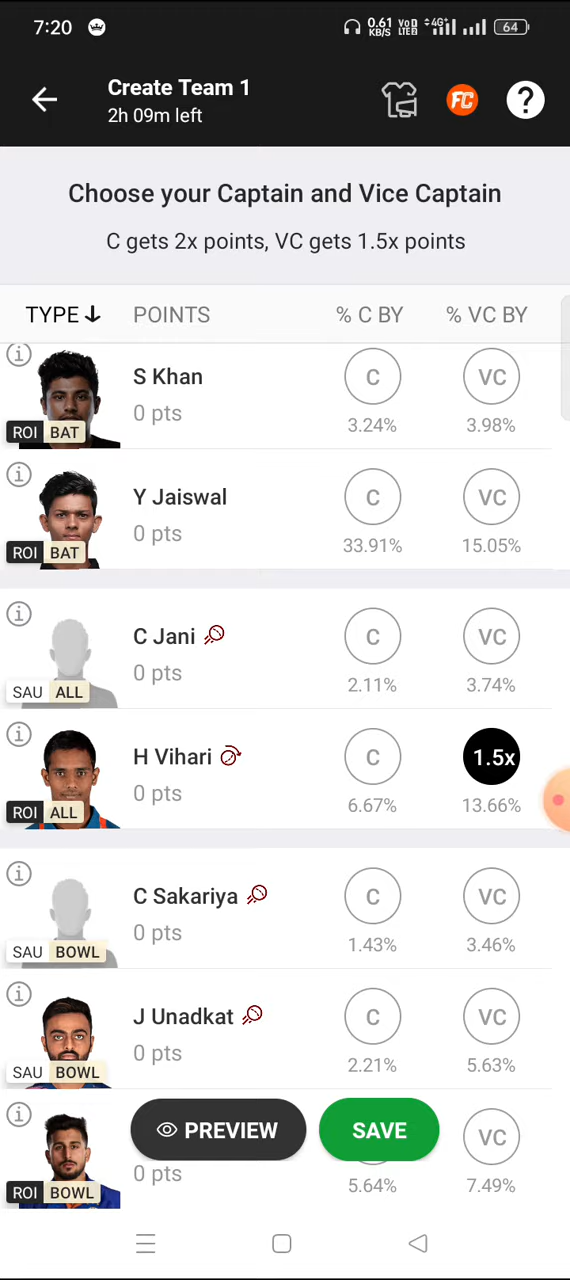 7:20 0.61 KB/S VoD LTE2 4G 64
Create Team 1
2h 09m left
FC ?
Choose your Captain and Vice Captain
C gets 2x points, VC gets 1.5x points
TYPE POINTS % C BY % VC BY
S Khan C VC
0 pts 3.24% 3.98%
ROI BAT
Y Jaiswal C VC
0 pts 33.91% 15.05%
ROI BAT
C Jani C VC
0 pts 2.11% 3.74%
SAU ALL
H Vihari C 1.5x
0 pts 6.67% 13.66%
ROI ALL
C Sakariya C VC
0 pts 1.43% 3.46%
SAU BOWL
J Unadkat C VC
0 pts 2.21% 5.63%
SAU BOWL
PREVIEW SAVE VC
0 pts 5.64% 7.49%
ROI BOWL